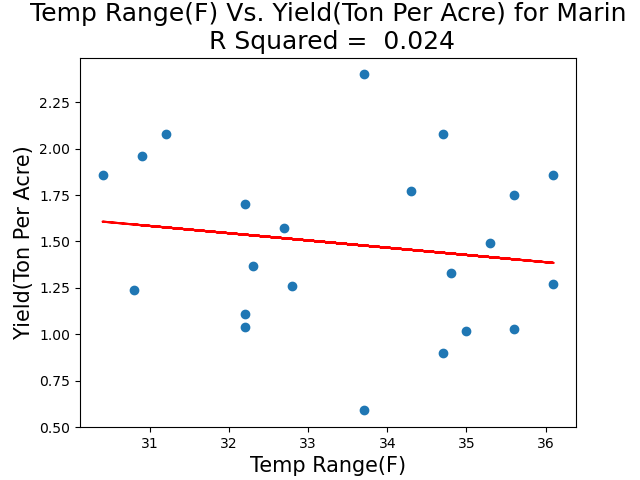 Temp Range(F) Vs. Yield(Ton Per Acre) for Marin
R Squared =  0.024
Yield(Ton Per Acre)
2.25
2.00
1.75
1.50
1.25
1.00
0.75
0.50
31 32 33 34 35 36
Temp Range(F)